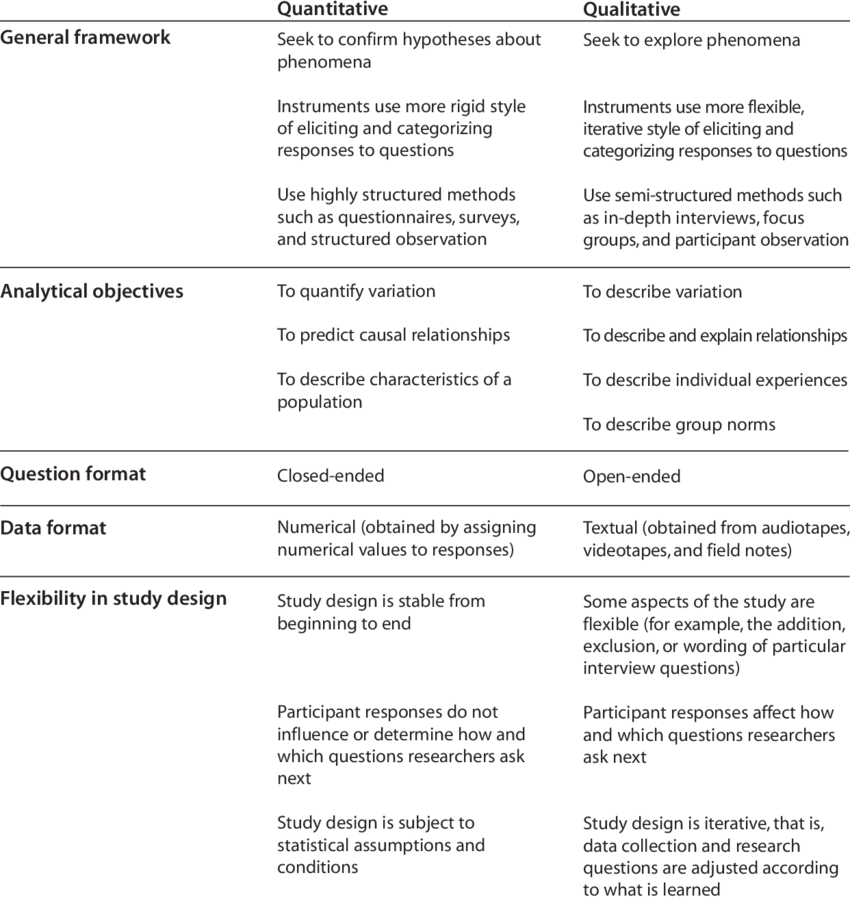 Quantitative
Qualitative
General framework
Seek to confirm hypotheses about
phenomena
Seek to explore phenomena
Instruments use more rigid style
of eliciting and categorizing
responses to questions
Instruments use more flexible,
iterative style of eliciting and
categorizing responses to questions
Use highly structured methods
such as questionnaires, surveys,
and structured observation
Use semi-structured methods such
as in-depth interviews, focus
groups, and participant observation
Analytical objectives
To quantify variation
To describe variation
To predict causal relationships
To describe and explain relationships
To describe characteristics of a
population
To describe individual experiences
To describe group norms
Question format
Closed-ended
Open-ended
Data format
Numerical (obtained by assigning
numerical values to responses)
Textual (obtained from audiotapes,
videotapes, and field notes)
Flexibility in study design
Study design is stable from
beginning to end
Some aspects of the study are
flexible (for example, the addition,
exclusion, or wording of particular
interview questions)
Participant responses do not
influence or determine how and
which questions researchers ask
next
Participant responses affect how
and which questions researchers
ask next
Study design is subject to
statistical assumptions and
conditions
Study design is iterative, that is,
data collection and research
questions are adjusted according
to what is learned